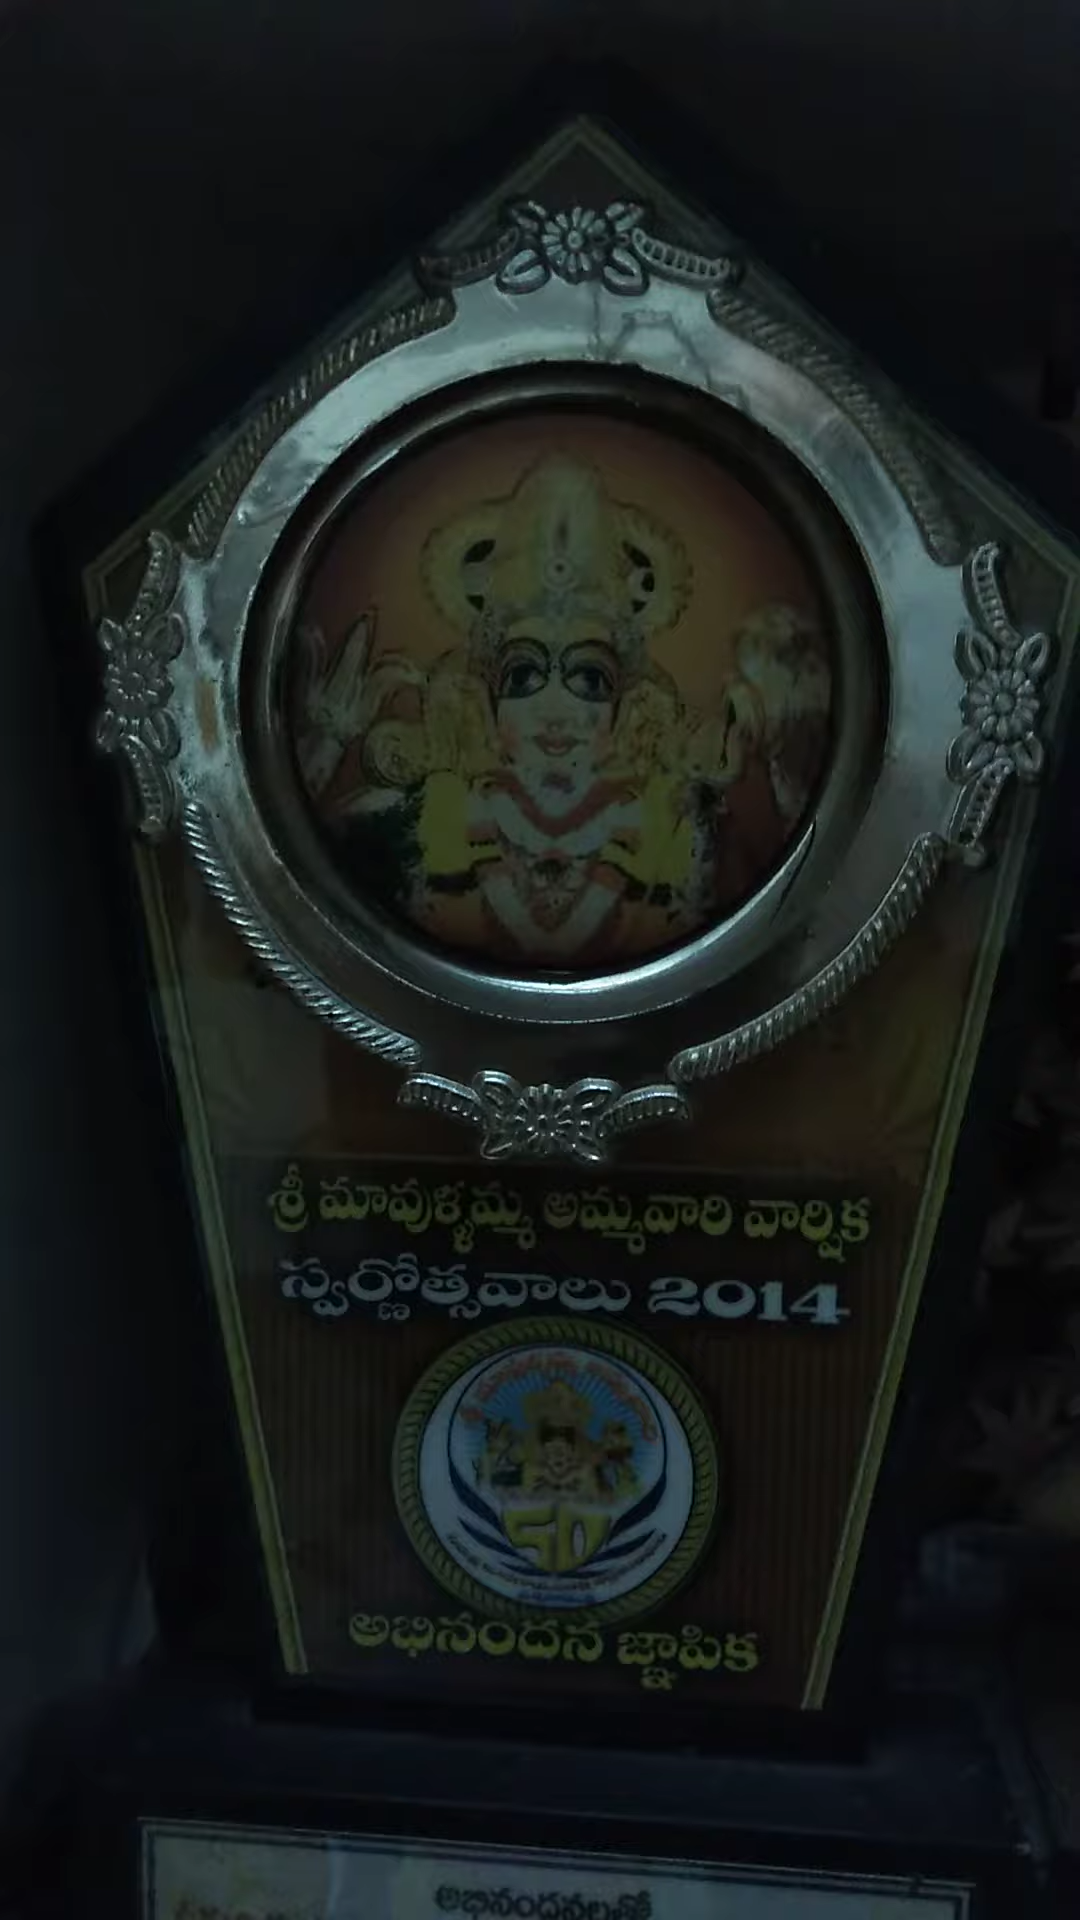 శ్రీ మావుళ్ళమ్మ అమ్మవారి వార్షిక
స్వర్ణోత్సవాలు 2014
50
అభినందన జ్ఞాపిక
అభినందనలతో